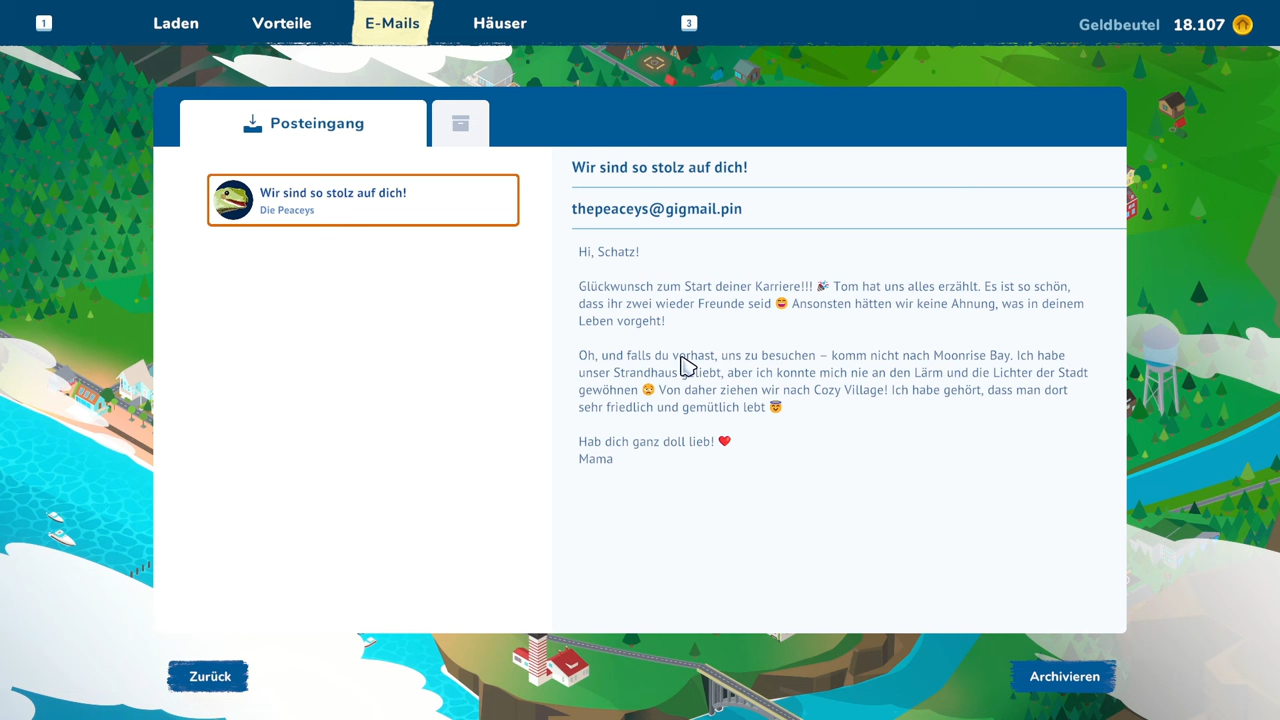 1
Laden
Vorteile
E-Mails
Häuser
3
Geldbeutel 18.107
Posteingang
Wir sind so stolz auf dich!
Die Peaceys
Wir sind so stolz auf dich!
thepeaceys@gigmail.pin
Hi, Schatz!
Glückwunsch zum Start deiner Karriere!!! 🎉 Tom hat uns alles erzählt. Es ist so schön,
dass ihr zwei wieder Freunde seid 😄 Ansonsten hätten wir keine Ahnung, was in deinem
Leben vorgeht!
Oh, und falls du vorhast, uns zu besuchen – komm nicht nach Moonrise Bay. Ich habe
unser Strandhaus geliebt, aber ich konnte mich nie an den Lärm und die Lichter der Stadt
gewöhnen 😢 Von daher ziehen wir nach Cozy Village! Ich habe gehört, dass man dort
sehr friedlich und gemütlich lebt 😇
Hab dich ganz doll lieb! ❤️
Mama
Zurück
Archivieren